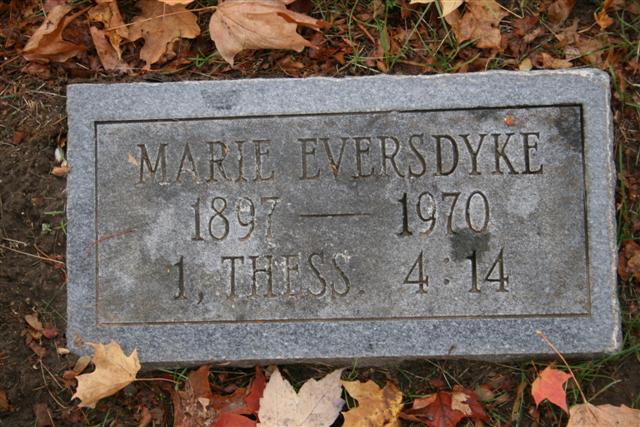 MARIE EVERSDYKE
1897 — 1970
1, THESS. 4:14